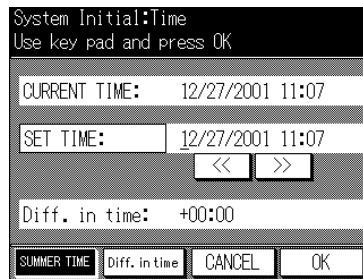 System Initial:Time
Use key pad and press OK
CURRENT TIME: 12/27/2001 11:07
SET TIME: 12/27/2001 11:07
<< >>
Diff. in time: +00:00
SUMMER TIME Diff. in time CANCEL OK